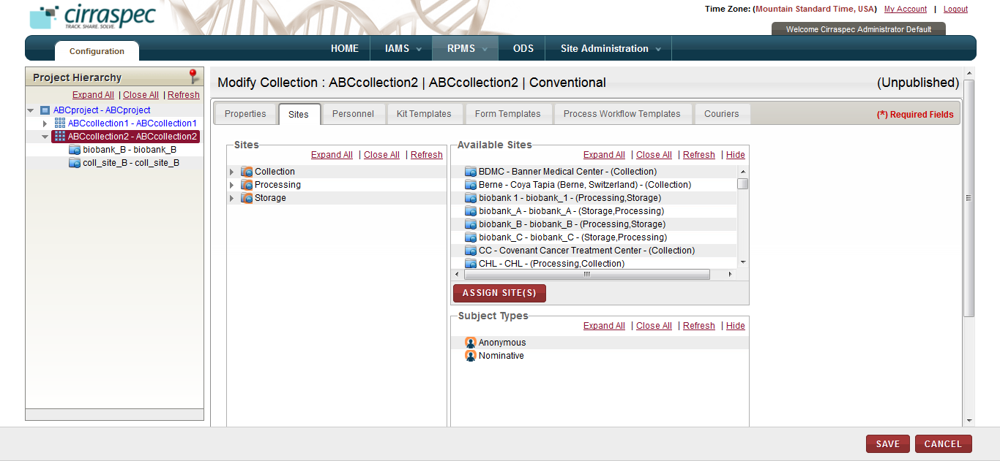 cirraspec
TRACK. SHARE. SOLVE.
Time Zone: (Mountain Standard Time, USA) My Account | Logout
Welcome Cirraspec Administrator Default
Configuration
HOME IAMS RPMS ODS Site Administration
Project Hierarchy
Expand All | Close All | Refresh
ABCproject - ABCproject
ABCcollection1 - ABCcollection1
ABCcollection2 - ABCcollection2
biobank_B - biobank_B
coll_site_B - coll_site_B
Modify Collection : ABCcollection2 | ABCcollection2 | Conventional (Unpublished)
Properties Sites Personnel Kit Templates Form Templates Process Workflow Templates Couriers (*) Required Fields
Sites
Expand All | Close All | Refresh
Collection
Processing
Storage
Available Sites
Expand All | Close All | Refresh | Hide
BDMC - Banner Medical Center - (Collection)
Berne - Coya Tapia (Berne, Switzerland) - (Collection)
biobank 1 - biobank_1 - (Processing,Storage)
biobank_A - biobank_A - (Storage,Processing)
biobank_B - biobank_B - (Processing,Storage)
biobank_C - biobank_C - (Storage,Processing)
CC - Covenant Cancer Treatment Center - (Collection)
CHL - CHL - (Processing,Collection)
ASSIGN SITE(S)
Subject Types
Expand All | Close All | Refresh | Hide
Anonymous
Nominative
SAVE CANCEL